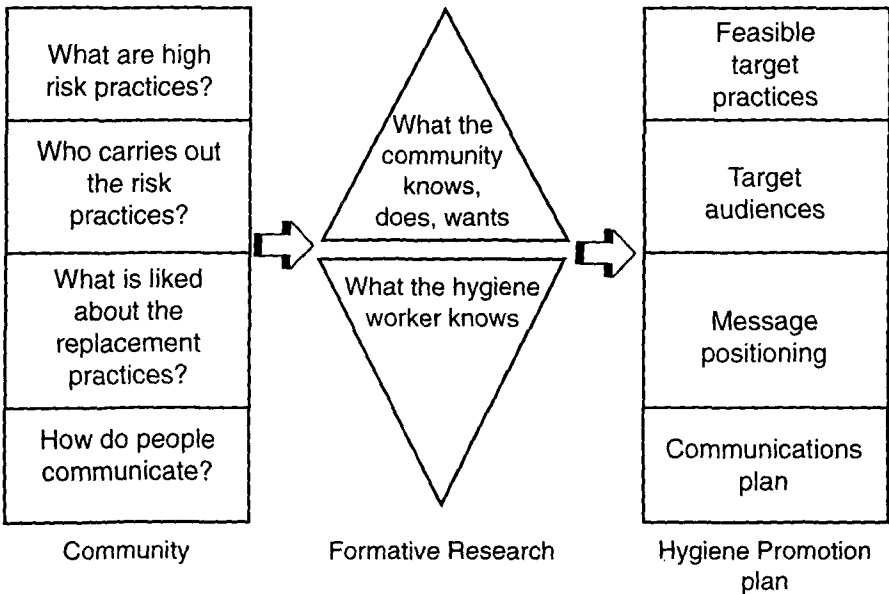 What are high
risk practices?
Who carries out
the risk
practices?
What is liked
about the
replacement
practices?
How do people
communicate?
Community
What the
community
knows,
does, wants
What the hygiene
worker knows
Formative Research
Feasible
target
practices
Target
audiences
Message
positioning
Communications
plan
Hygiene Promotion
plan